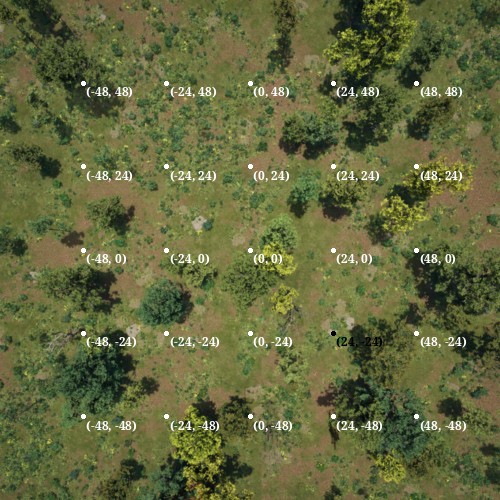 (-48, 48) (-24, 48) (0, 48) (24, 48) (48, 48)
(-48, 24) (-24, 24) (0, 24) (24, 24) (48, 24)
(-48, 0) (-24, 0) (0, 0) (24, 0) (48, 0)
(-48, -24) (-24, -24) (0, -24) (24, -24) (48, -24)
(-48, -48) (-24, -48) (0, -48) (24, -48) (48, -48)